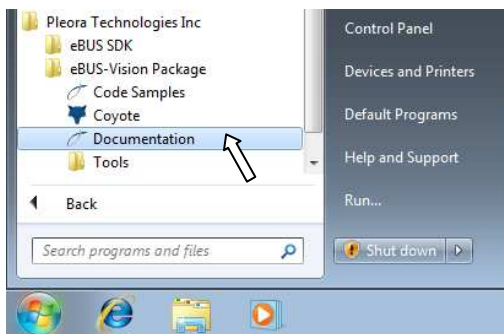 Pleora Technologies Inc
eBUS SDK
eBUS-Vision Package
Code Samples
Coyote
Documentation
Tools
Back
Search programs and files
Control Panel
Devices and Printers
Default Programs
Help and Support
Run...
Shut down